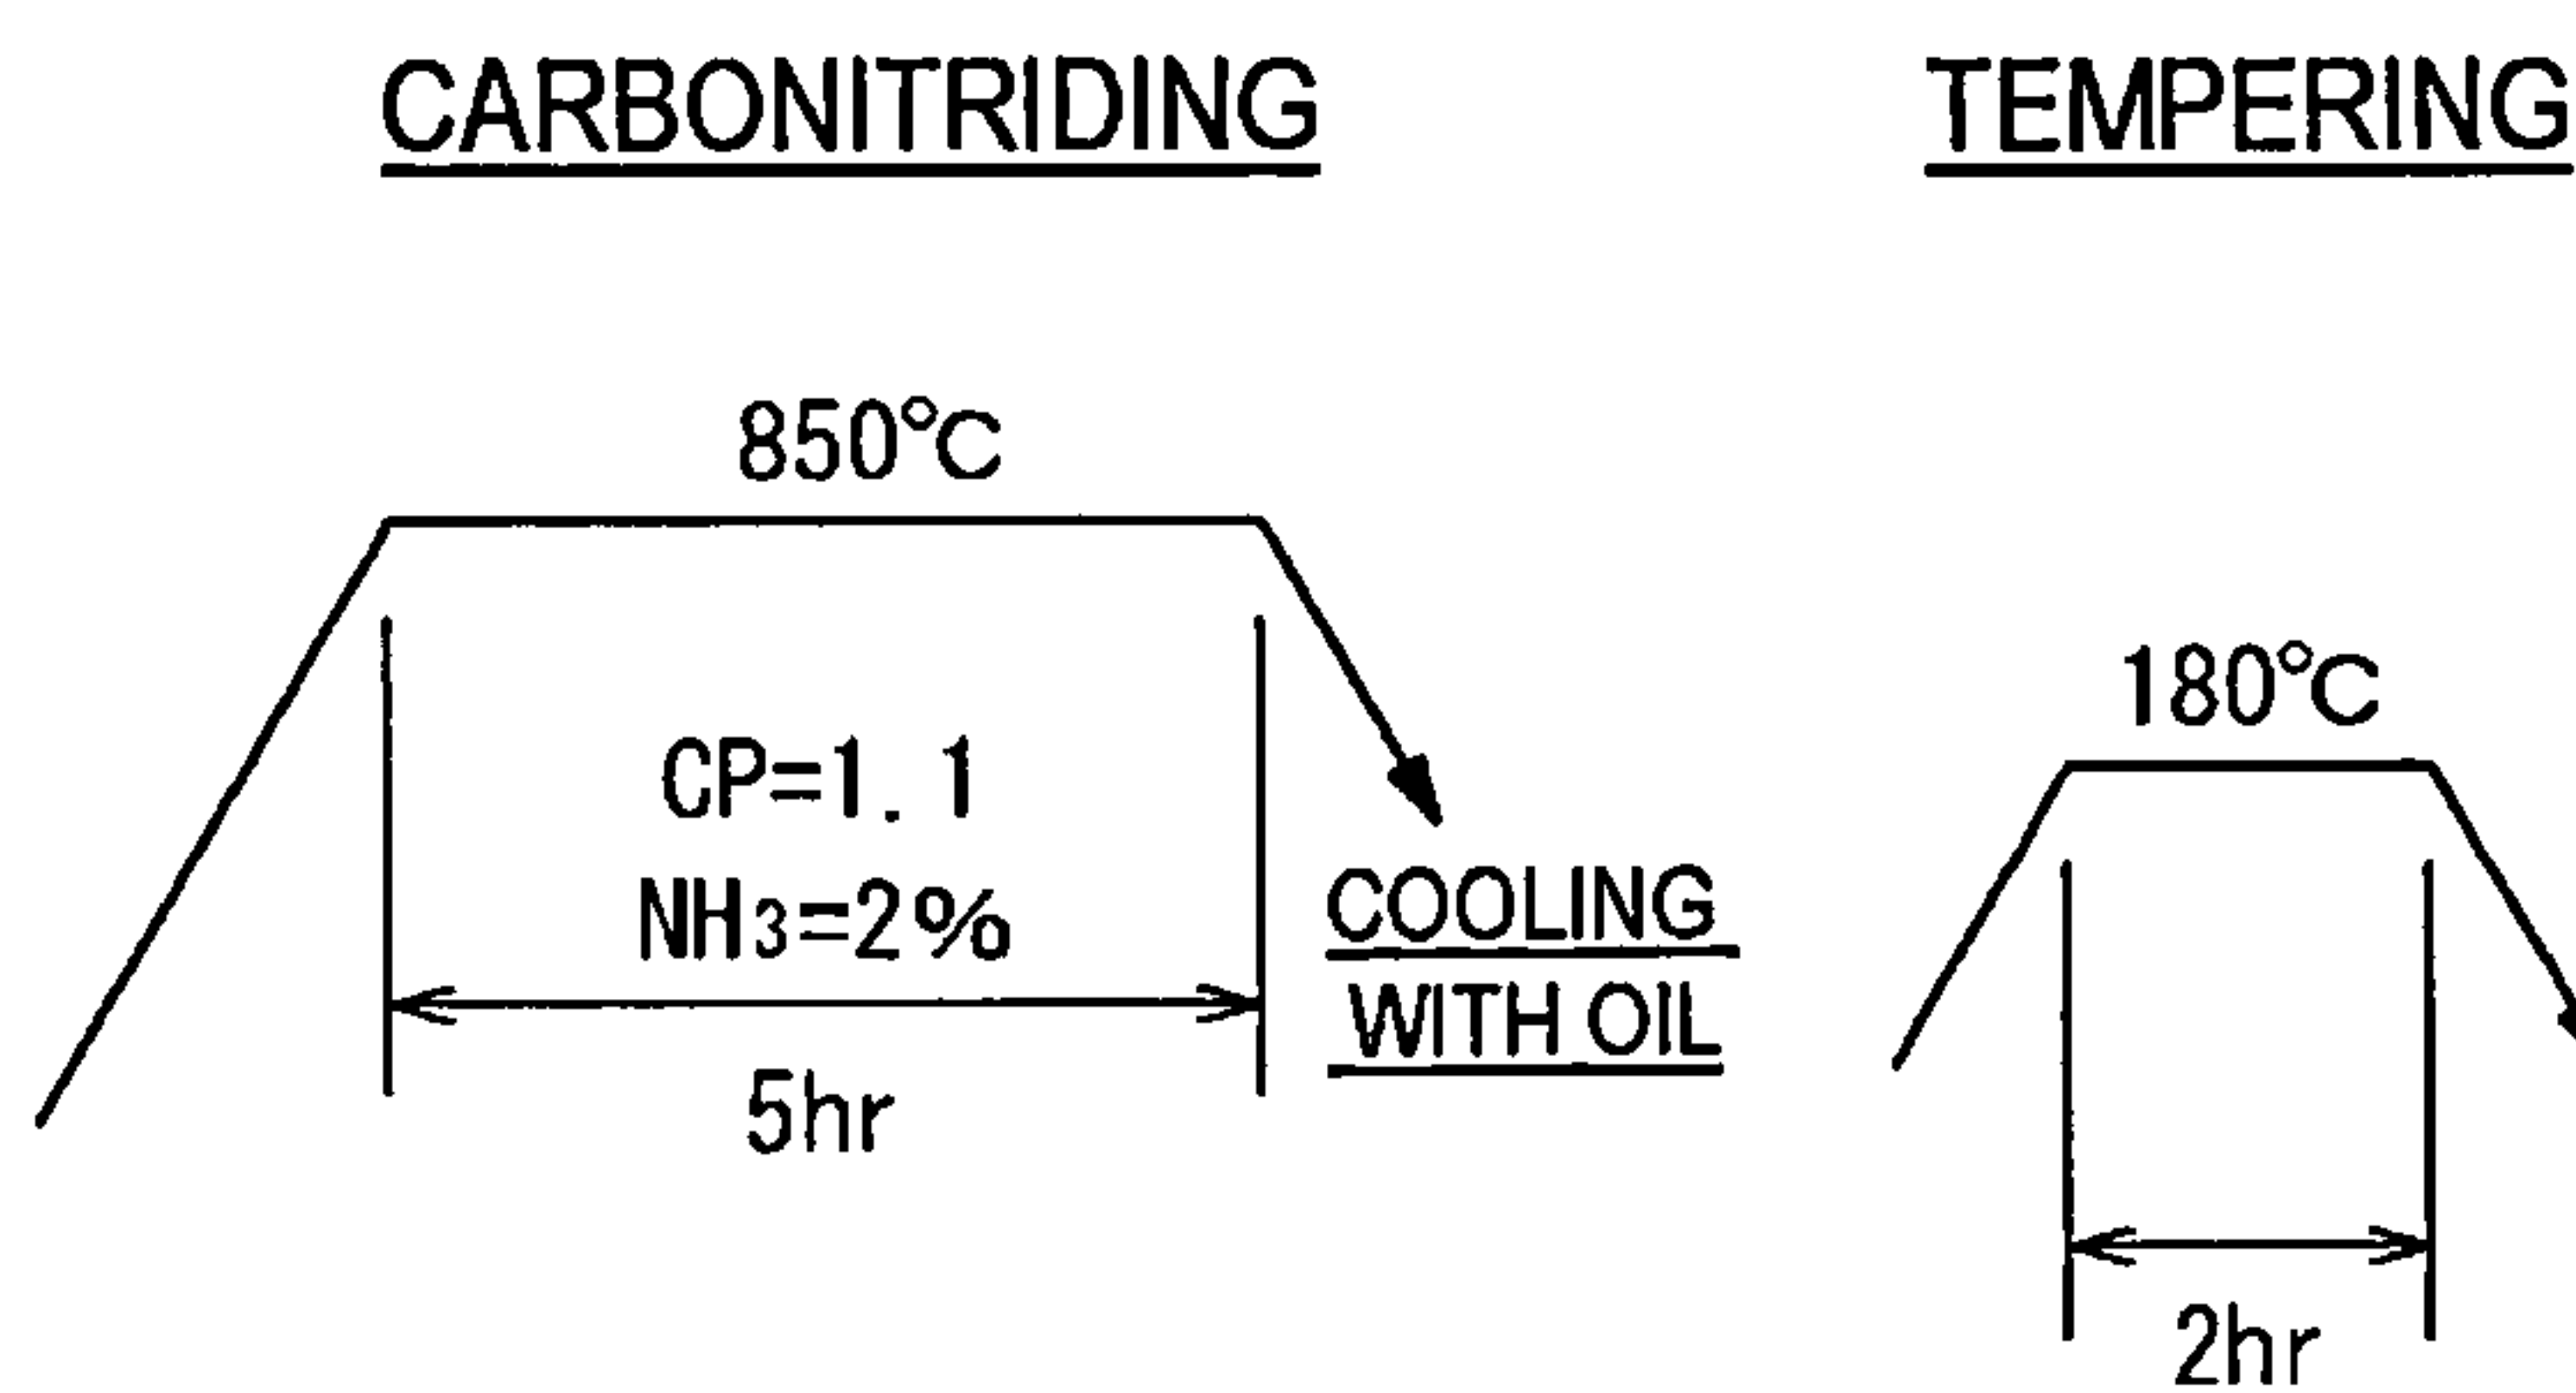 CARBONITRIDING
TEMPERING
850℃
CP=1.1
NH₃=2%
5hr
COOLING
WITH OIL
180℃
2hr